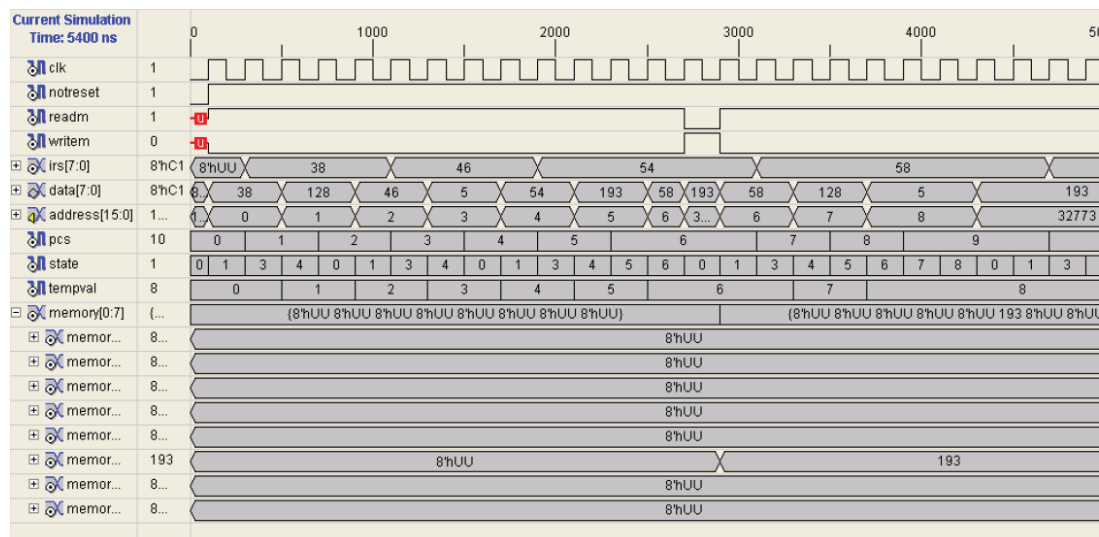 Current Simulation
Time: 5400 ns
0 1000 2000 3000 4000
clk 1
notreset 1
readm 1 U
writem 0 U
irs[7:0] 8'hC1 8'hUU 38 46 54 58
data[7:0] 8'hC1 8... 38 128 46 5 54 193 58 193 58 128 5 193
address[15:0] 1... 1... 0 1 2 3 4 5 6 3... 6 7 8 32773
pcs 10 0 1 2 3 4 5 6 7 8 9
state 1 0 1 3 4 0 1 3 4 0 1 3 4 5 6 0 1 3 4 5 6 7 8 0 1 3
tempval 8 0 1 2 3 4 5 6 7 8
memory[0:7] {... {8'hUU 8'hUU 8'hUU 8'hUU 8'hUU 8'hUU 8'hUU 8'hUU} {8'hUU 8'hUU 8'hUU 8'hUU 8'hUU 193 8'hUU 8'hUU
memor... 8... 8'hUU
memor... 8... 8'hUU
memor... 8... 8'hUU
memor... 8... 8'hUU
memor... 8... 8'hUU
memor... 193 8'hUU 193
memor... 8... 8'hUU
memor... 8... 8'hUU